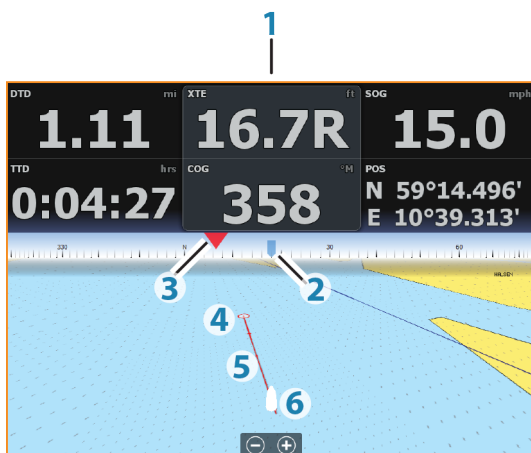 1
DTD mi XTE ft SOG mph
1.11 16.7R 15.0
TTD hrs COG °M POS
0:04:27 358 N 59°14.496'
E 10°39.313'
330 N 30 60
3 2 HALSEN
4
5
6